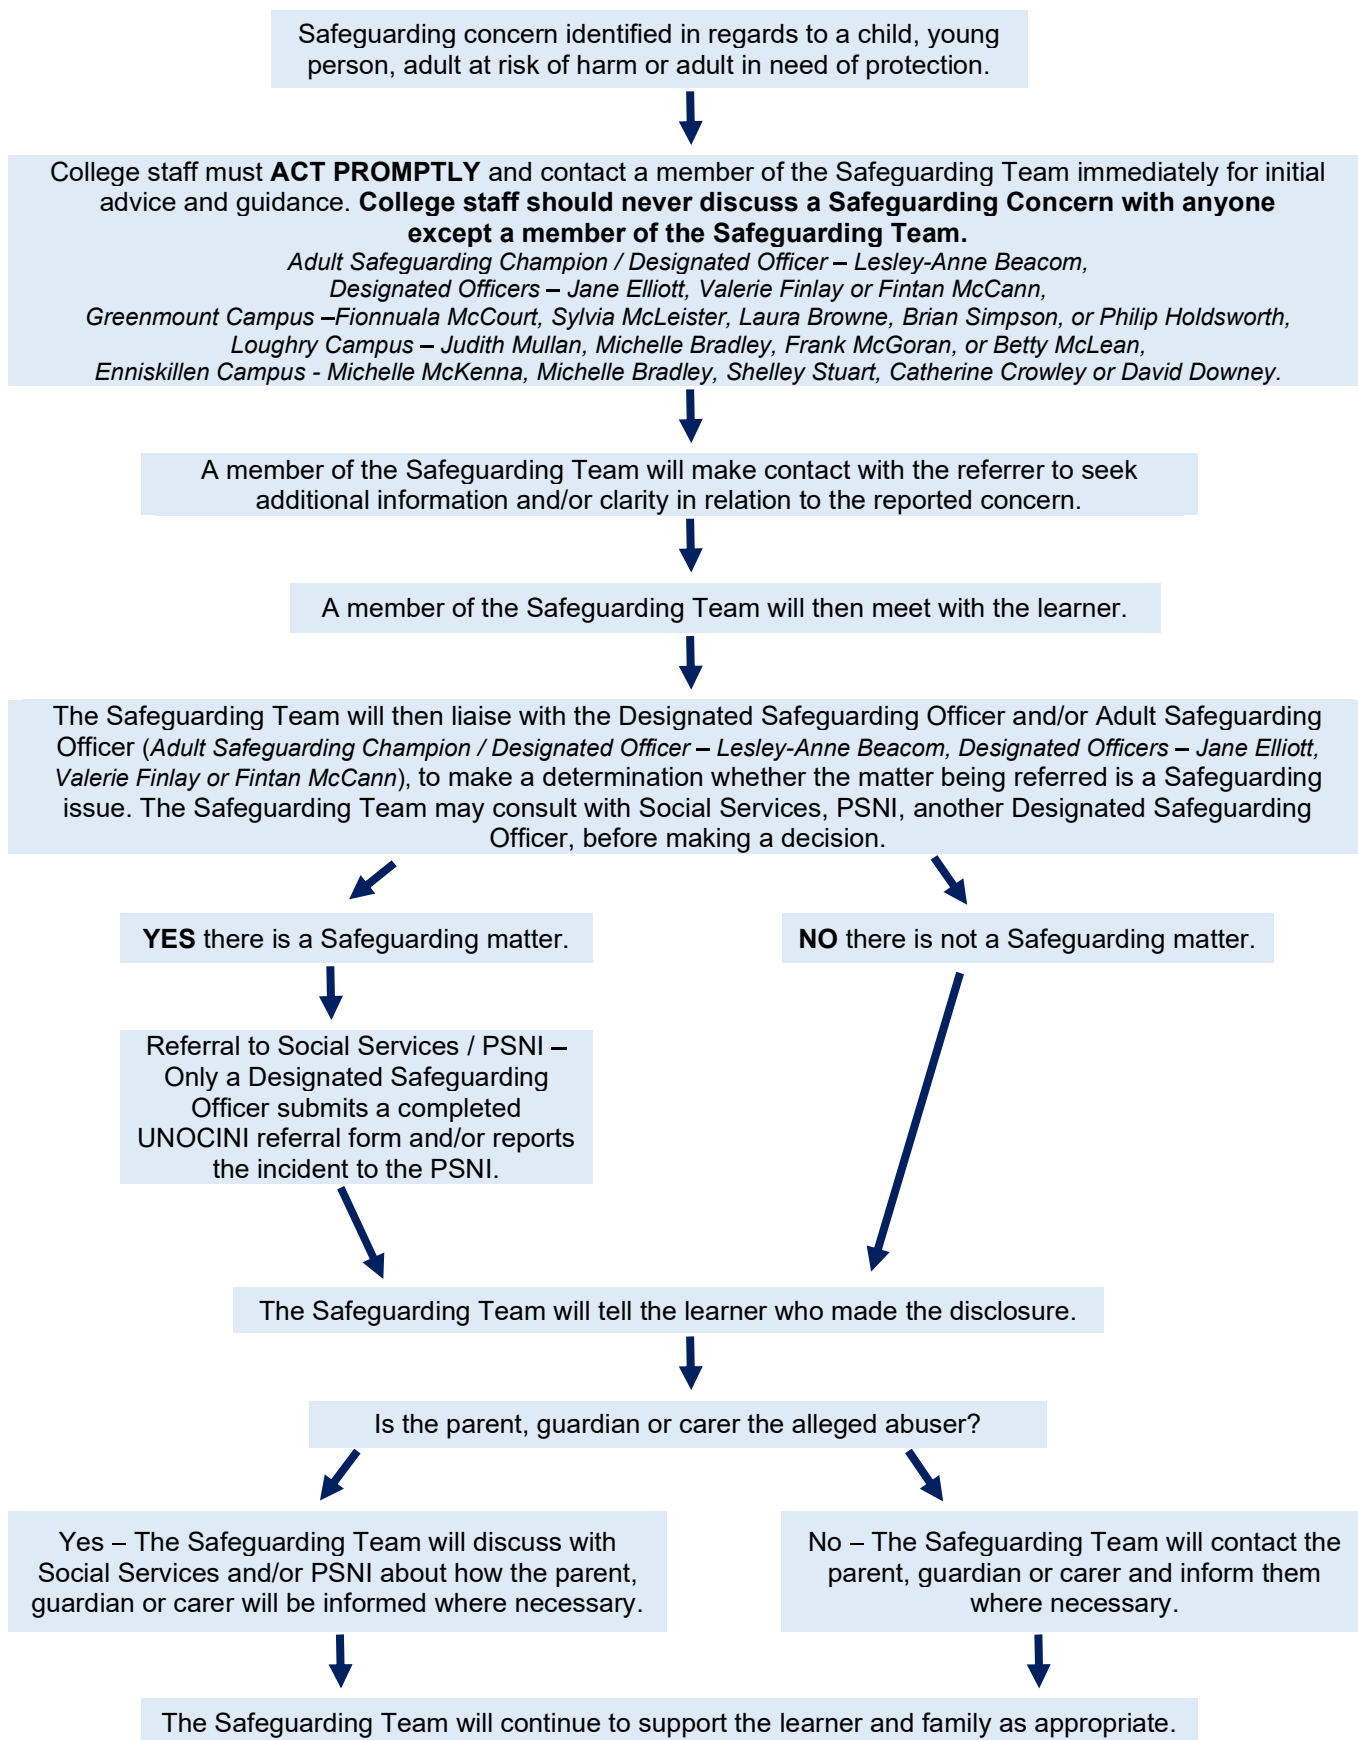 Safeguarding concern identified in regards to a child, young
person, adult at risk of harm or adult in need of protection.
College staff must ACT PROMPTLY and contact a member of the Safeguarding Team immediately for initial
advice and guidance. College staff should never discuss a Safeguarding Concern with anyone
except a member of the Safeguarding Team.
Adult Safeguarding Champion / Designated Officer – Lesley-Anne Beacom,
Designated Officers – Jane Elliott, Valerie Finlay or Fintan McCann,
Greenmount Campus –Fionnuala McCourt, Sylvia McLeister, Laura Browne, Brian Simpson, or Philip Holdsworth,
Loughry Campus – Judith Mullan, Michelle Bradley, Frank McGoran, or Betty McLean,
Enniskillen Campus - Michelle McKenna, Michelle Bradley, Shelley Stuart, Catherine Crowley or David Downey.
A member of the Safeguarding Team will make contact with the referrer to seek
additional information and/or clarity in relation to the reported concern.
A member of the Safeguarding Team will then meet with the learner.
The Safeguarding Team will then liaise with the Designated Safeguarding Officer and/or Adult Safeguarding
Officer (Adult Safeguarding Champion / Designated Officer – Lesley-Anne Beacom, Designated Officers – Jane Elliott,
Valerie Finlay or Fintan McCann), to make a determination whether the matter being referred is a Safeguarding
issue. The Safeguarding Team may consult with Social Services, PSNI, another Designated Safeguarding
Officer, before making a decision.
YES there is a Safeguarding matter.
NO there is not a Safeguarding matter.
Referral to Social Services / PSNI –
Only a Designated Safeguarding
Officer submits a completed
UNOCINI referral form and/or reports
the incident to the PSNI.
The Safeguarding Team will tell the learner who made the disclosure.
Is the parent, guardian or carer the alleged abuser?
Yes – The Safeguarding Team will discuss with
Social Services and/or PSNI about how the parent,
guardian or carer will be informed where necessary.
No – The Safeguarding Team will contact the
parent, guardian or carer and inform them
where necessary.
The Safeguarding Team will continue to support the learner and family as appropriate.